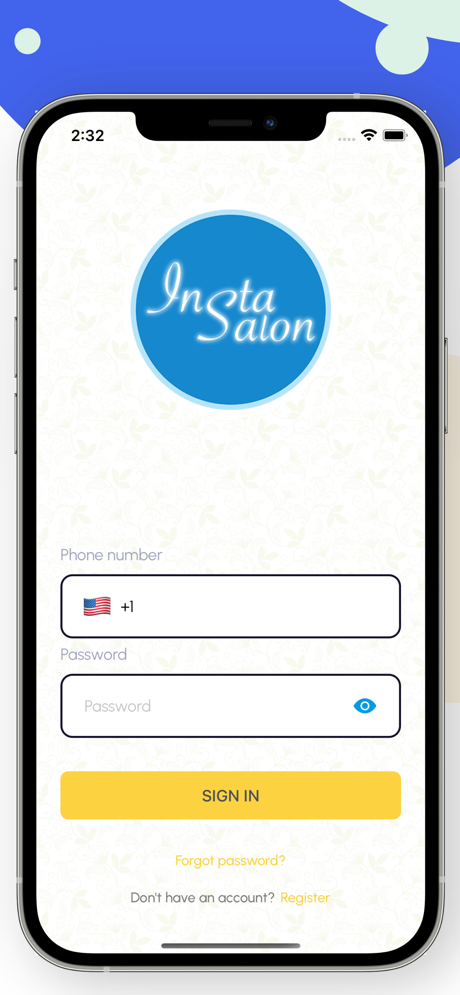 2:32
Insta
Salon
Phone number
+1
Password
Password
SIGN IN
Forgot password?
Don't have an account? Register